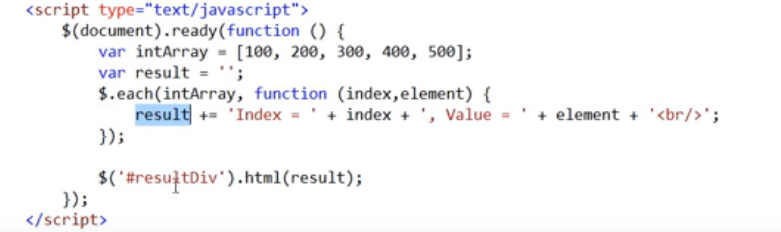 <script type="text/javascript">
$(document).ready(function () {
var intArray = [100, 200, 300, 400, 500];
var result = '';
$.each(intArray, function (index,element) {
result += 'Index = ' + index + ', Value = ' + element + '<br/>';
});
$('#resultDiv').html(result);
});
</script>